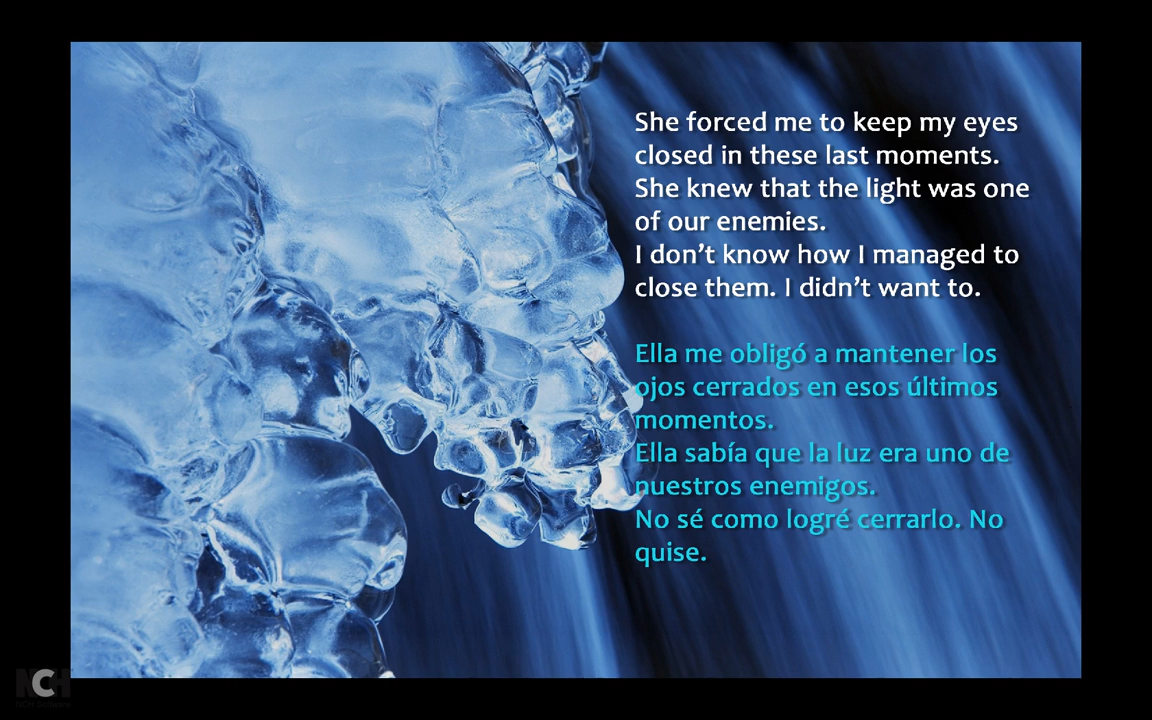 She forced me to keep my eyes
closed in these last moments.
She knew that the light was one
of our enemies.
I don’t know how I managed to
close them. I didn’t want to.
Ella me obligó a mantener los
ojos cerrados en esos últimos
momentos.
Ella sabía que la luz era uno de
nuestros enemigos.
No sé como logré cerrarlo. No
quise.
NCH
NCH Software